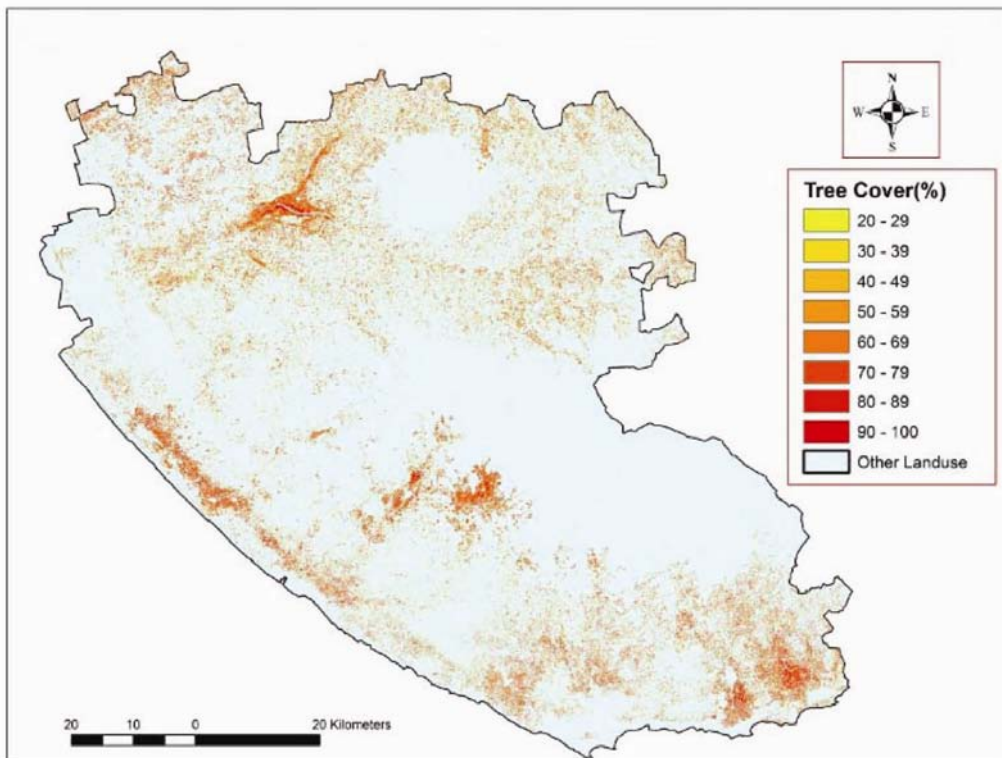 N
W E
S
Tree Cover(%)
20 - 29
30 - 39
40 - 49
50 - 59
60 - 69
70 - 79
80 - 89
90 - 100
Other Landuse
20 10 0 20 Kilometers